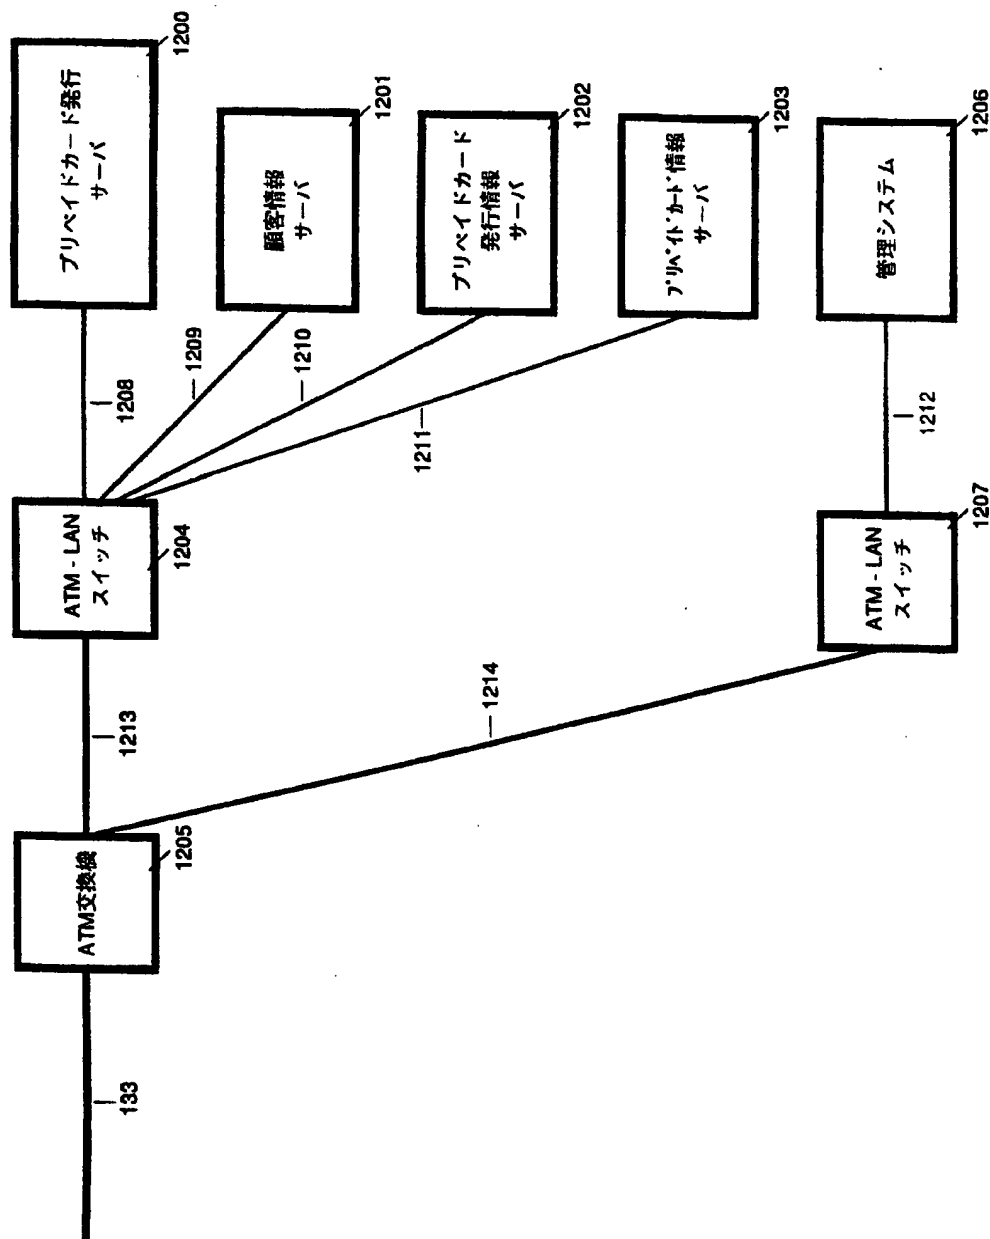 プリペイドカード発行
サーバ
1200
顧客情報
サーバ
1201
プリペイドカード
発行情報
サーバ
1202
ﾌﾟﾘﾍﾟｲﾄﾞｶｰﾄﾞ情報
サーバ
1203
管理システム
1206
1208
1209
1210
1211
1212
ATM - LAN
スイッチ
1204
ATM - LAN
スイッチ
1207
1213
1214
ATM交換機
1205
133